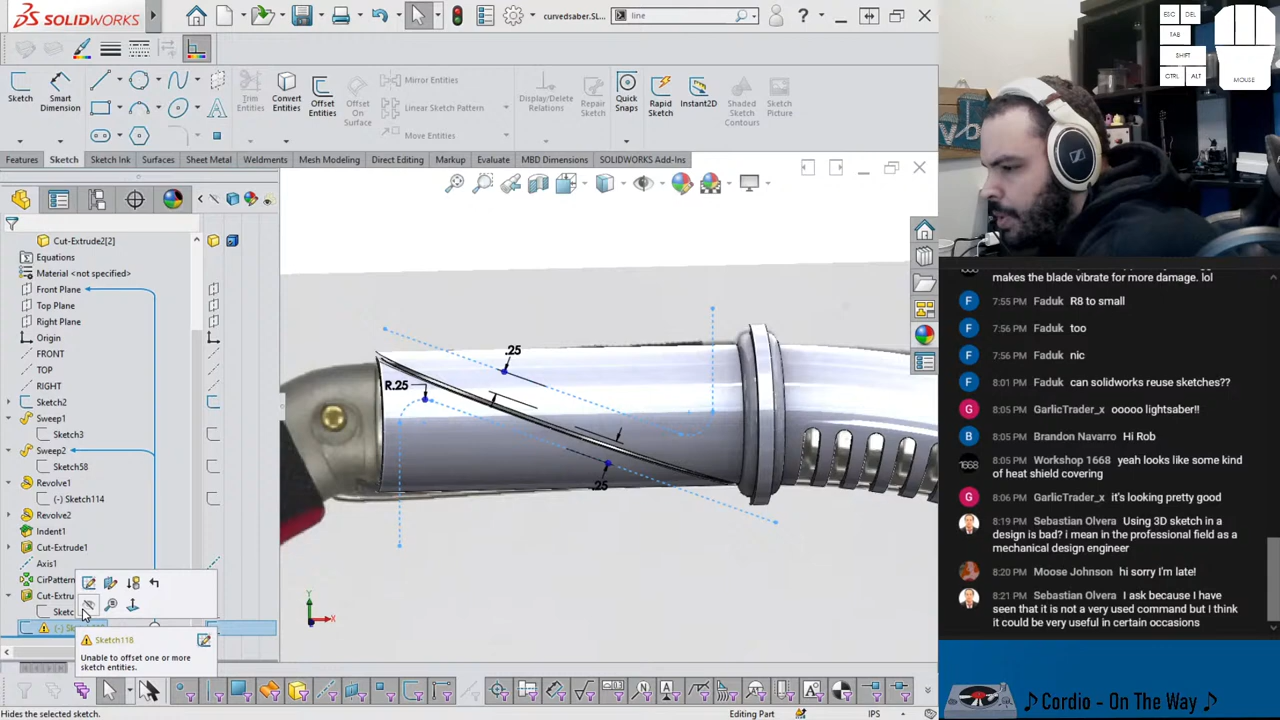 SOLIDWORKS
curvedsaber.SL...
line
Sketch
Smart
Dimension
Trim
Entities
Convert
Entities
Offset
Entities
Offset
On
Surface
Mirror Entities
Linear Sketch Pattern
Move Entities
Display/Delete
Relations
Repair
Sketch
Quick
Snaps
Rapid
Sketch
Instant2D
Shaded
Sketch
Contours
Sketch
Picture
Features
Sketch
Sketch Ink
Surfaces
Sheet Metal
Weldments
Mesh Modeling
Direct Editing
Markup
Evaluate
MBD Dimensions
SOLIDWORKS Add-Ins
Cut-Extrude2[2]
Equations
Material <not specified>
Front Plane
Top Plane
Right Plane
Origin
FRONT
TOP
RIGHT
Sketch2
Sweep1
Sketch3
Sweep2
Sketch58
Revolve1
(-) Sketch114
Revolve2
Indent1
Cut-Extrude1
Axis1
CirPattern
Cut-Extru
Sketc
Sketch118
Unable to offset one or more
sketch entities.
.25
R.25
.25
Y
X
Hides the selected sketch.
Editing Part
IPS
ESC
DEL
TAB
SHIFT
CTRL
ALT
MOUSE
makes the blade vibrate for more damage. lol
F 7:55 PM Faduk R8 to small
F 7:56 PM Faduk too
F 7:56 PM Faduk nic
F 8:01 PM Faduk can solidworks reuse sketches??
G 8:05 PM GarlicTrader_x ooooo lightsaber!!
B 8:05 PM Brandon Navarro Hi Rob
1668 8:05 PM Workshop 1668 yeah looks like some kind
of heat shield covering
G 8:06 PM GarlicTrader_x it's looking pretty good
8:19 PM Sebastian Olvera Using 3D sketch in a
design is bad? i mean in the professional field as a
mechanical design engineer
8:20 PM Moose Johnson hi sorry I'm late!
8:21 PM Sebastian Olvera I ask because I have
seen that it is not a very used command but I think
it could be very useful in certain occasions
♪ Cordio - On The Way ♪